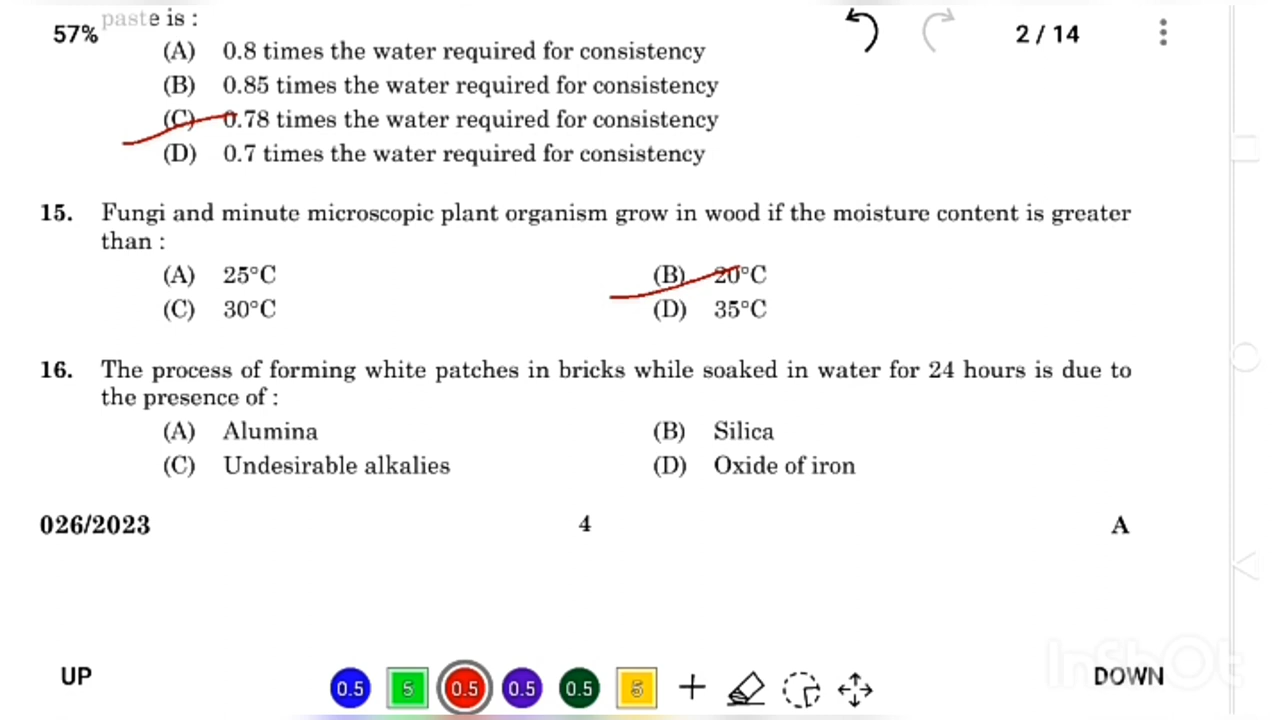 57%
paste is :
2 / 14
(A) 0.8 times the water required for consistency
(B) 0.85 times the water required for consistency
(C) 0.78 times the water required for consistency
(D) 0.7 times the water required for consistency
15. Fungi and minute microscopic plant organism grow in wood if the moisture content is greater
than :
(A) 25°C (B) 20°C
(C) 30°C (D) 35°C
16. The process of forming white patches in bricks while soaked in water for 24 hours is due to
the presence of :
(A) Alumina (B) Silica
(C) Undesirable alkalies (D) Oxide of iron
026/2023 4 A
InShOt
UP 0.5 5 0.5 0.5 0.5 5 DOWN